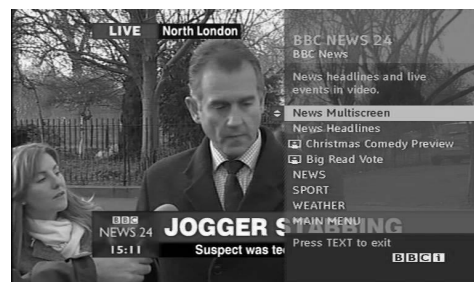 LIVE North London
BBC NEWS 24
BBC News
News headlines and live
events in video.
News Multiscreen
News Headlines
Christmas Comedy Preview
Big Read Vote
NEWS
SPORT
WEATHER
MAIN MENU
Press TEXT to exit
BBC 1
BBC
NEWS 24
15:11
JOGGER STABBING
Suspect was